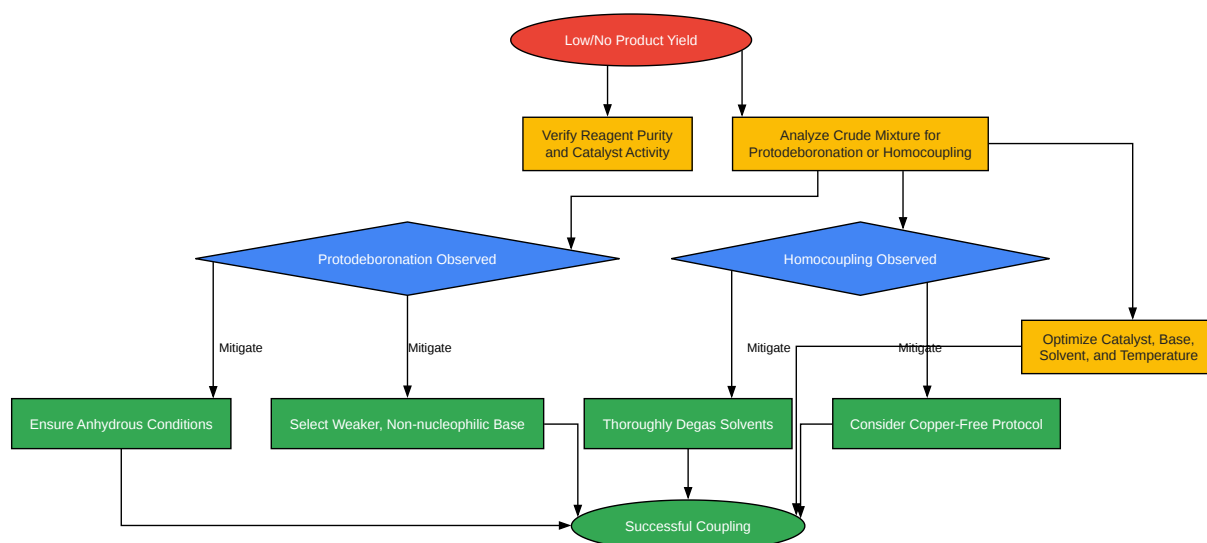 Low/No Product Yield
Verify Reagent Purity
and Catalyst Activity
Analyze Crude Mixture for
Protodeboronation or Homocoupling
Protodeboronation Observed
Homocoupling Observed
Mitigate
Mitigate
Mitigate
Mitigate
Optimize Catalyst, Base,
Solvent, and Temperature
Ensure Anhydrous Conditions
Select Weaker, Non-nucleophilic Base
Thoroughly Degas Solvents
Consider Copper-Free Protocol
Successful Coupling